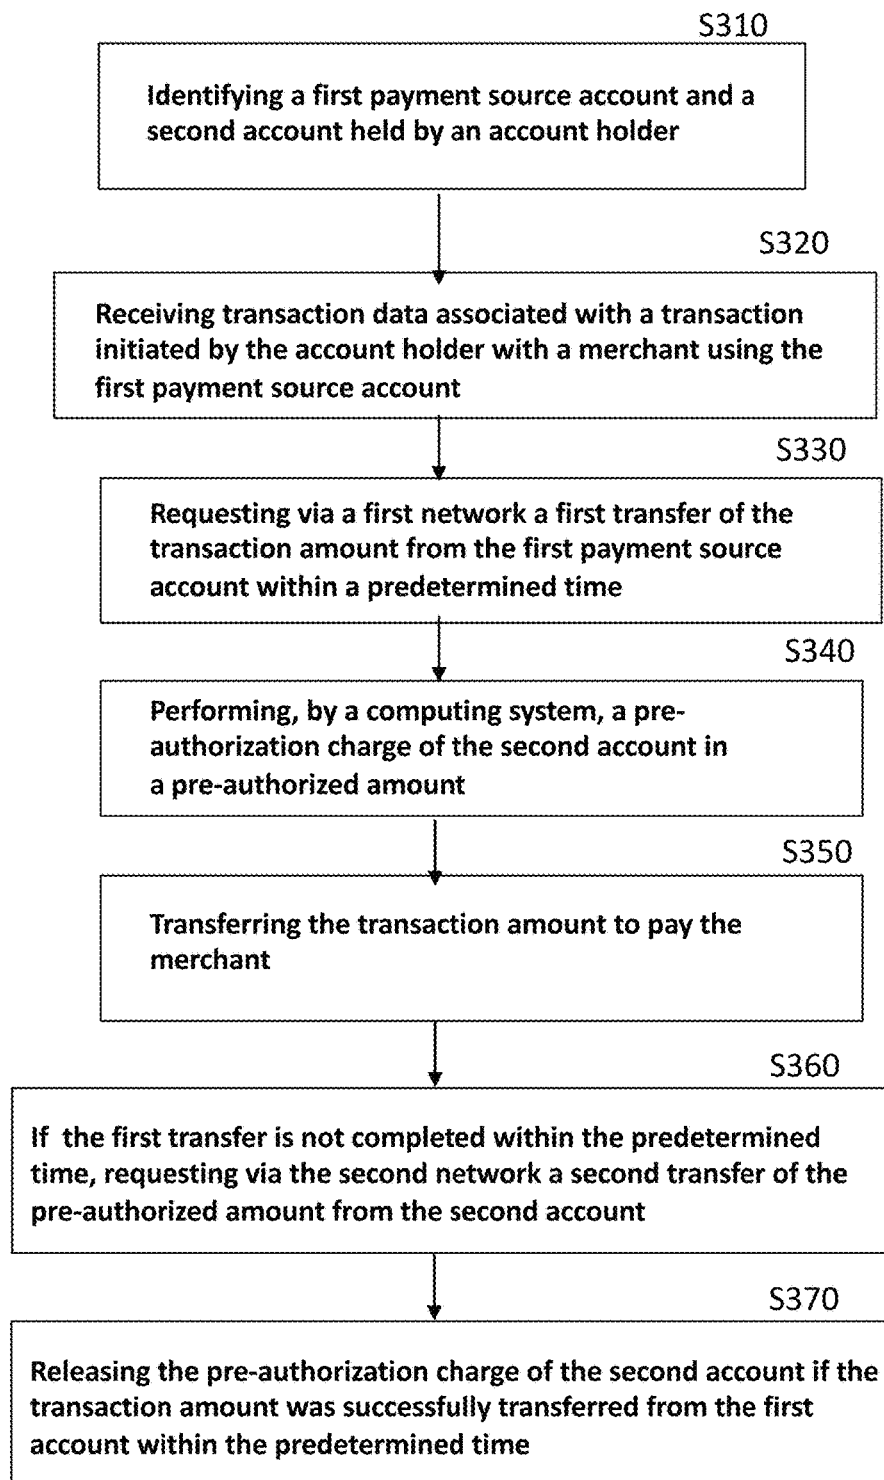 S310
Identifying a first payment source account and a
second account held by an account holder
S320
Receiving transaction data associated with a transaction
initiated by the account holder with a merchant using the
first payment source account
S330
Requesting via a first network a first transfer of the
transaction amount from the first payment source
account within a predetermined time
S340
Performing, by a computing system, a pre-
authorization charge of the second account in
a pre-authorized amount
S350
Transferring the transaction amount to pay the
merchant
S360
If the first transfer is not completed within the predetermined
time, requesting via the second network a second transfer of the
pre-authorized amount from the second account
S370
Releasing the pre-authorization charge of the second account if the
transaction amount was successfully transferred from the first
account within the predetermined time